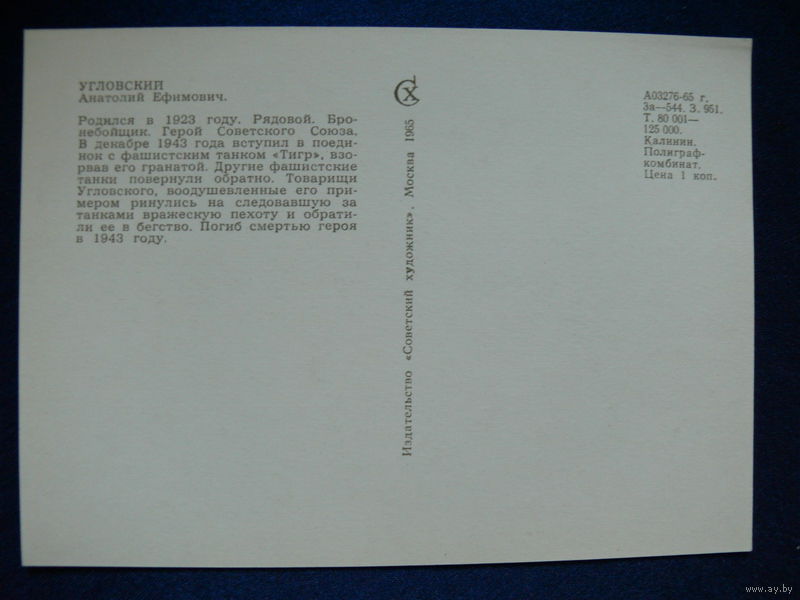 УГЛОВСКИЙ
Анатолий Ефимович.
Родился в 1923 году. Рядовой. Бро-
небойщик. Герой Советского Союза.
В декабре 1943 года вступил в поеди-
нок с фашистским танком «Тигр», взо-
рвав его гранатой. Другие фашистские
танки повернули обратно. Товарищи
Угловского, воодушевленные его при-
мером ринулись на следовавшую за
танками вражескую пехоту и обрати-
ли ее в бегство. Погиб смертью героя
в 1943 году.
СХ
Издательство «Советский художник», Москва 1965
А03276-65 г.
За—544. З. 951.
Т. 80 001—
125 000.
Калинин.
Полиграф-
комбинат.
Цена 1 коп.
www.ay.by